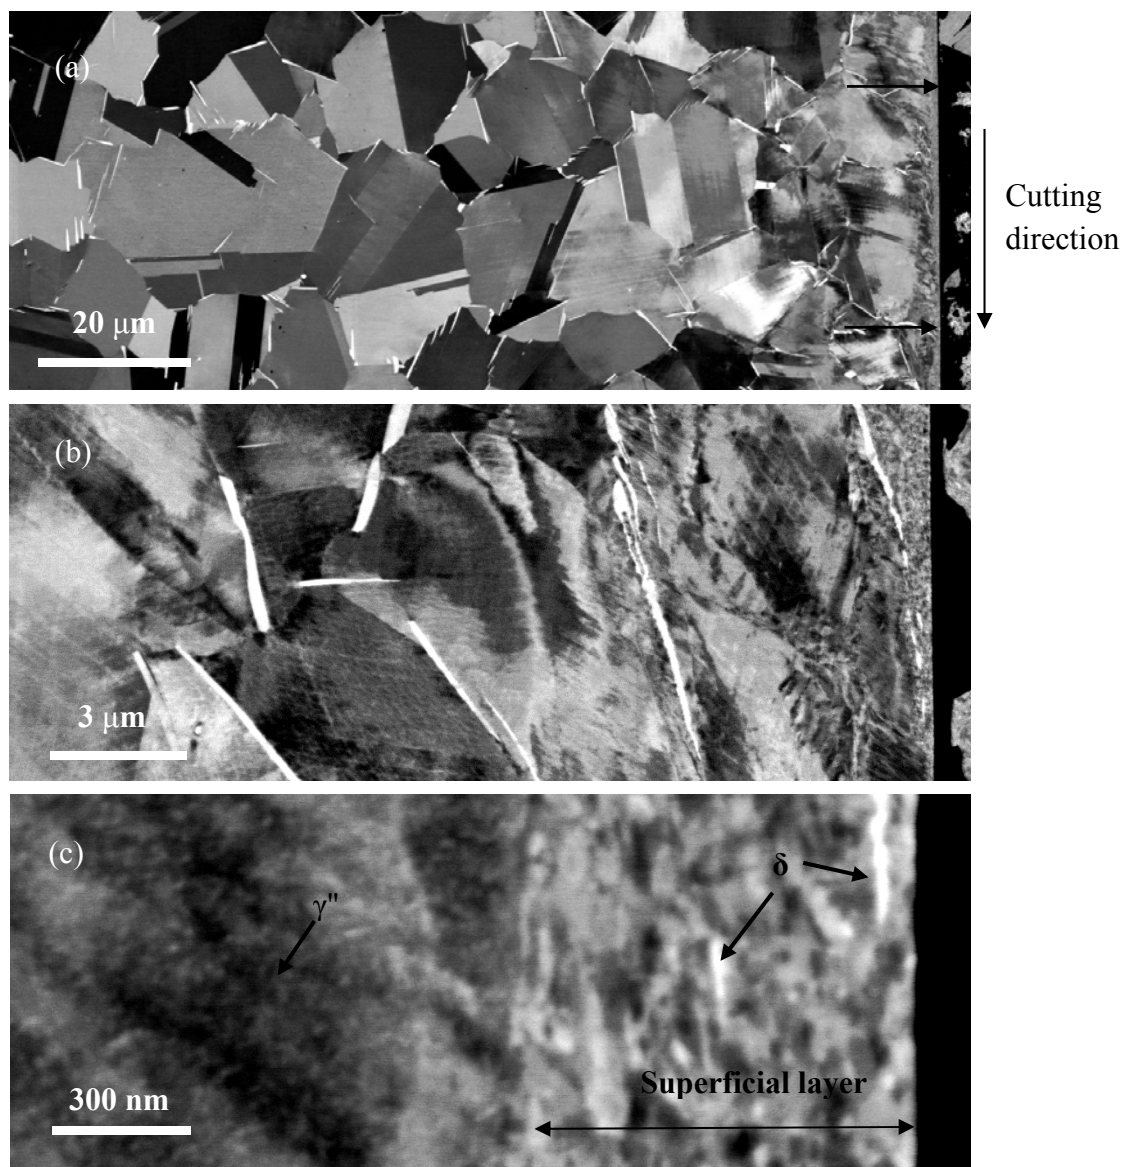 (a)
Cutting
direction
20 μm
(b)
3 μm
(c)
δ
γ"
Superficial layer
300 nm